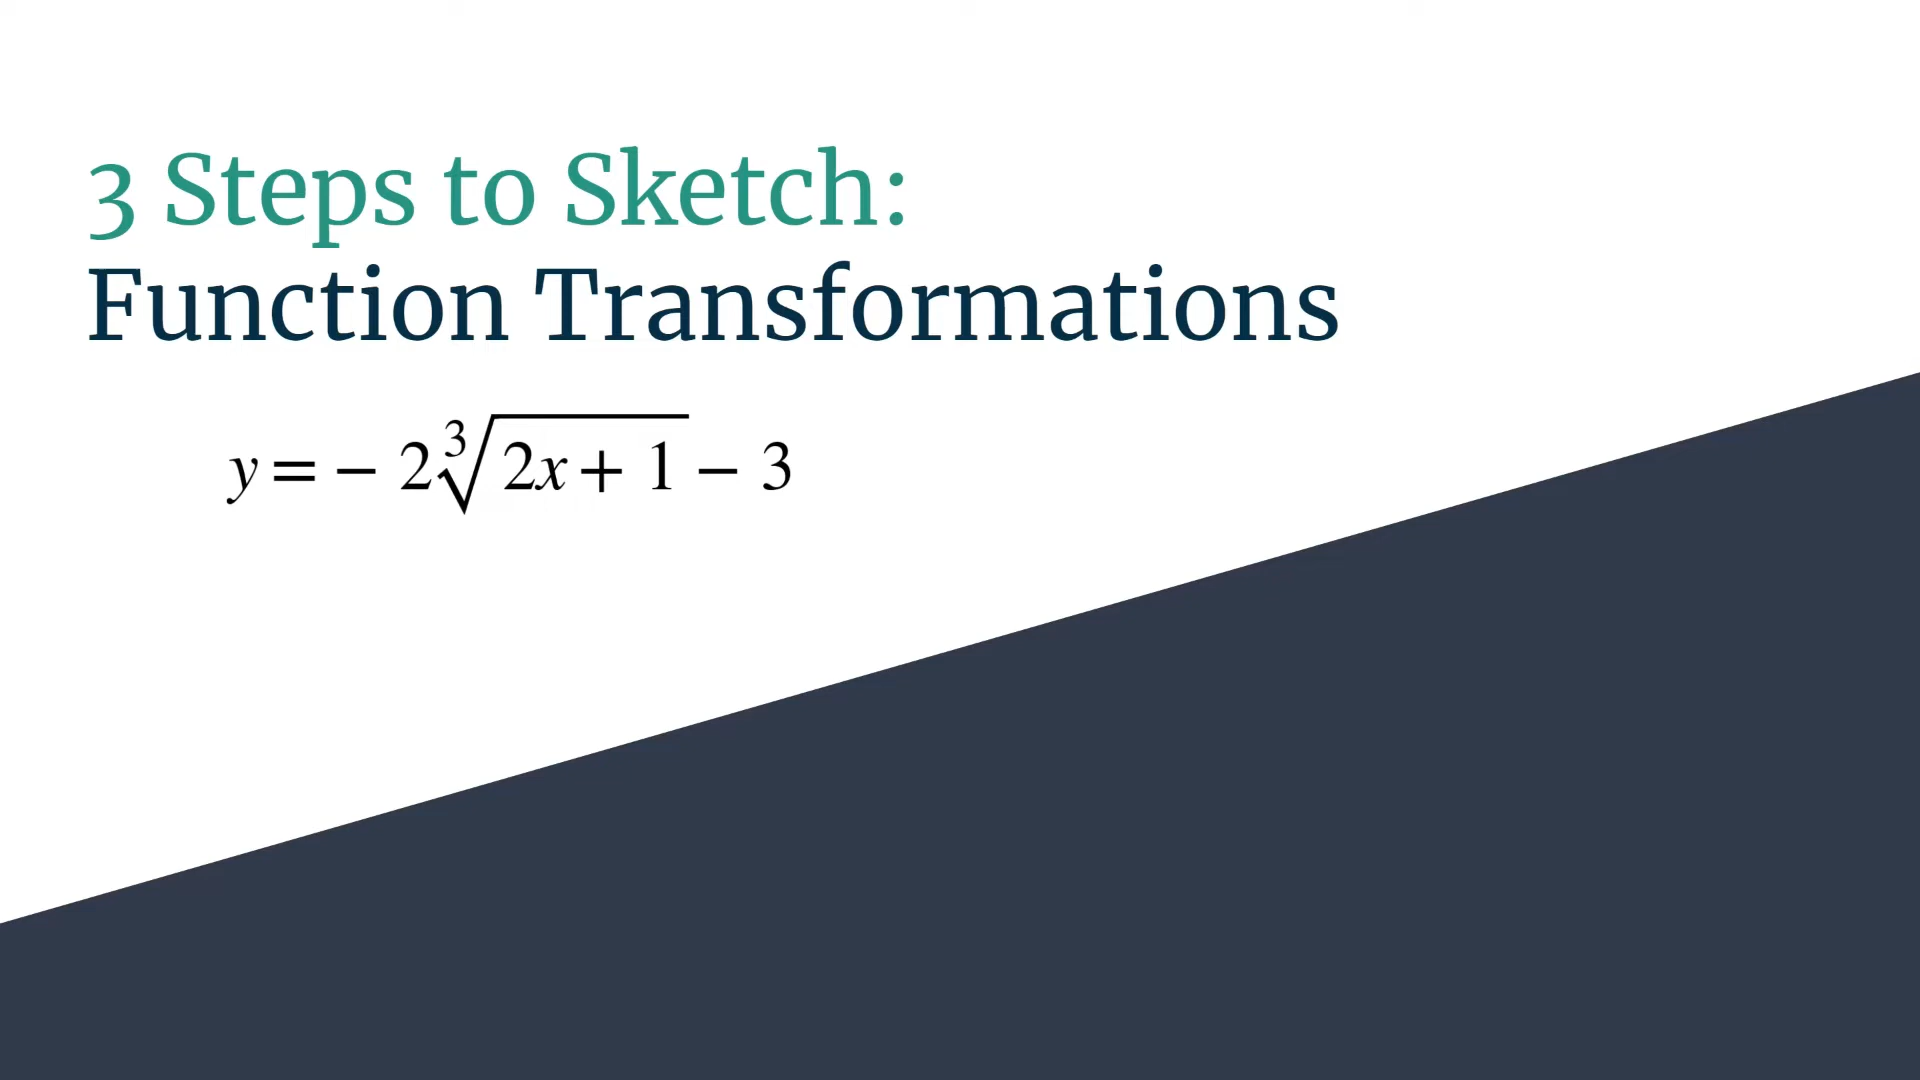 3 Steps to Sketch:
Function Transformations
y = − 2∛(2x + 1) − 3